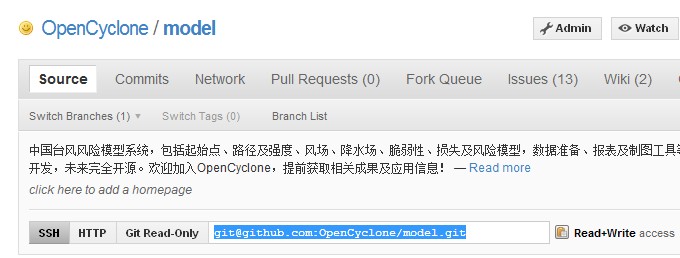 OpenCyclone / model
Admin Watch
Source Commits Network Pull Requests (0) Fork Queue Issues (13) Wiki (2)
Switch Branches (1) Switch Tags (0) Branch List
中国台风风险模型系统，包括起始点、路径及强度、风场、降水场、脆弱性、损失及风险模型，数据准备、报表及制图工具等
开发，未来完全开源。欢迎加入OpenCyclone，提前获取相关成果及应用信息！ — Read more
click here to add a homepage
SSH HTTP Git Read-Only git@github.com:OpenCyclone/model.git Read+Write access